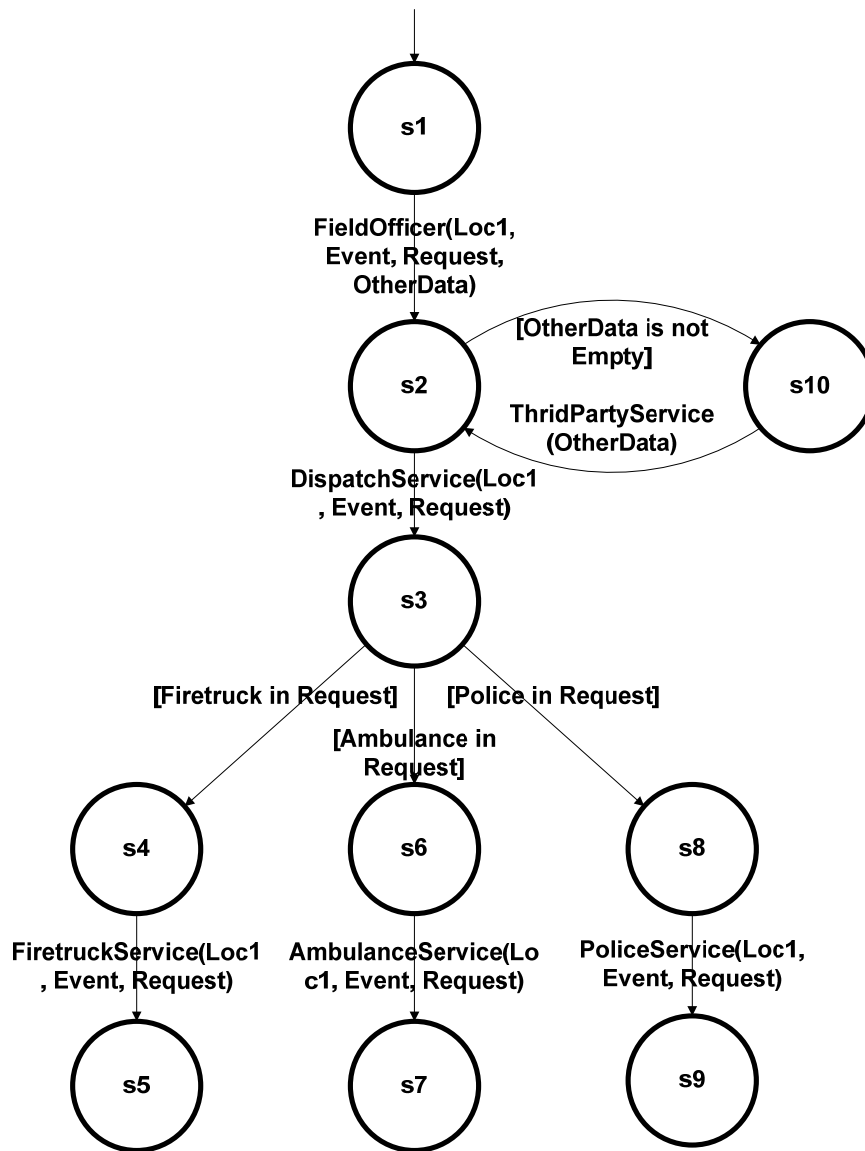 s1
FieldOfficer(Loc1,
Event, Request,
OtherData)
[OtherData is not
Empty]
s2
s10
ThridPartyService
(OtherData)
DispatchService(Loc1
, Event, Request)
s3
[Firetruck in Request]
[Police in Request]
[Ambulance in
Request]
s4
s6
s8
FiretruckService(Loc1
, Event, Request)
AmbulanceService(Lo
c1, Event, Request)
PoliceService(Loc1,
Event, Request)
s5
s7
s9